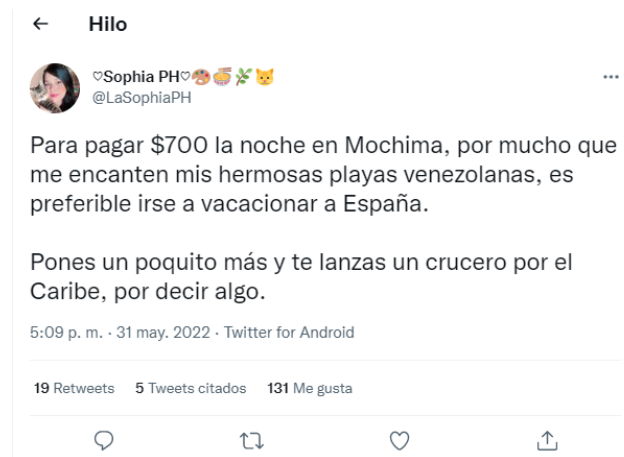 Hilo
♡Sophia PH♡🎨🍜🌿🐱
@LaSophiaPH
Para pagar $700 la noche en Mochima, por mucho que
me encanten mis hermosas playas venezolanas, es
preferible irse a vacacionar a España.
Pones un poquito más y te lanzas un crucero por el
Caribe, por decir algo.
5:09 p. m. · 31 may. 2022 · Twitter for Android
19 Retweets 5 Tweets citados 131 Me gusta